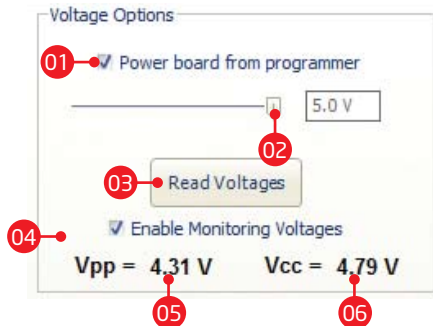 Voltage Options
01 Power board from programmer
5.0 V
02
03 Read Voltages
04 Enable Monitoring Voltages
Vpp = 4.31 V Vcc = 4.79 V
05 06